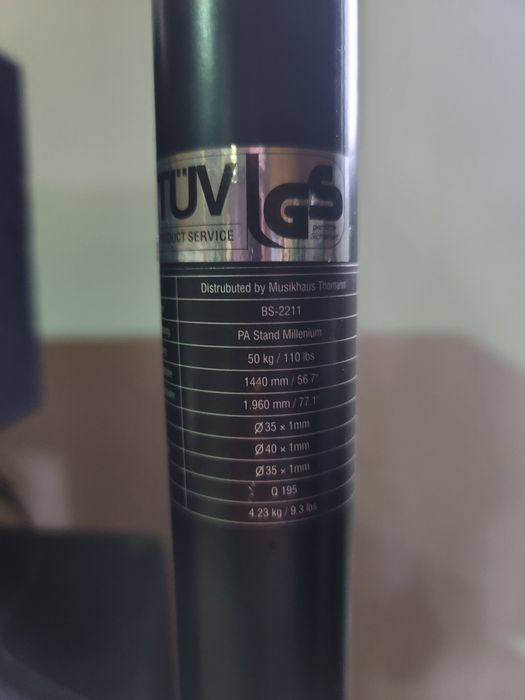 TÜV
PRODUCT SERVICE
GS
geprüfte
Sicherheit
Distrubuted by Musikhaus Thomann
BS-2211
PA Stand Millenium
50 kg / 110 lbs
1440 mm / 56.7"
1.960 mm / 77.1"
Ø35 × 1mm
Ø40 × 1mm
Ø35 × 1mm
Q 195
4.23 kg / 9.3 lbs